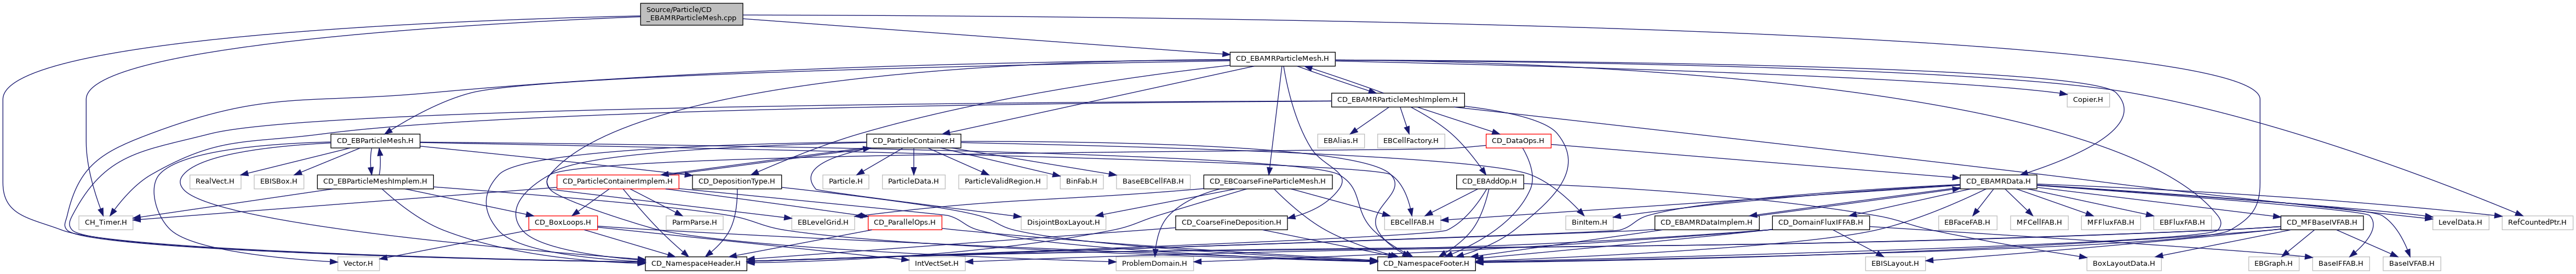 Source/Particle/CD
_EBAMRParticleMesh.cpp
CD_EBAMRParticleMesh.H
CD_EBAMRParticleMeshImplem.H
Copier.H
CD_EBParticleMesh.H
CD_ParticleContainer.H
EBAlias.H
EBCellFactory.H
CD_DataOps.H
RealVect.H
EBISBox.H
CD_EBParticleMeshImplem.H
CD_ParticleContainerImplem.H
CD_DepositionType.H
Particle.H
ParticleData.H
ParticleValidRegion.H
BinFab.H
BaseEBCellFAB.H
CD_EBCoarseFineParticleMesh.H
CD_EBAddOp.H
CD_EBAMRData.H
CH_Timer.H
CD_BoxLoops.H
ParmParse.H
EBLevelGrid.H
CD_ParallelOps.H
DisjointBoxLayout.H
CD_CoarseFineDeposition.H
EBCellFAB.H
BinItem.H
CD_EBAMRDataImplem.H
CD_DomainFluxIFFAB.H
EBFaceFAB.H
MFCellFAB.H
MFFluxFAB.H
EBFluxFAB.H
CD_MFBaseIVFAB.H
LevelData.H
RefCountedPtr.H
Vector.H
CD_NamespaceHeader.H
IntVectSet.H
ProblemDomain.H
CD_NamespaceFooter.H
EBISLayout.H
BoxLayoutData.H
EBGraph.H
BaseIFFAB.H
BaseIVFAB.H